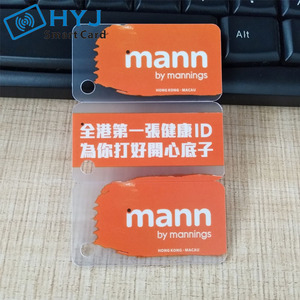 HYJ
Smart Card
Alt
mann
by mannings
HONG KONG · MACAU
全港第一張健康ID
為你打好開心底子
mann
by mannings
HONG KONG · MACAU